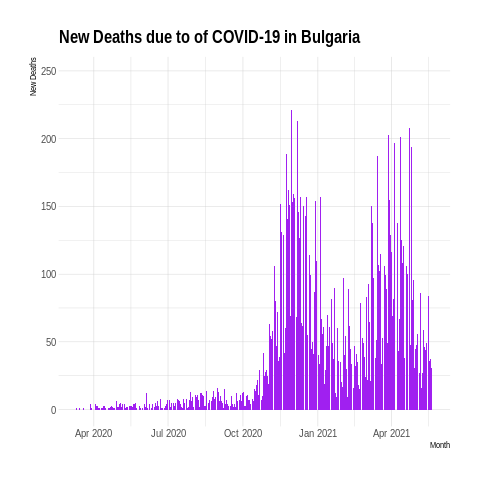 New Deaths due to of COVID-19 in Bulgaria
New Deaths
250
200
150
100
50
0
Apr 2020 Jul 2020 Oct 2020 Jan 2021 Apr 2021
Month